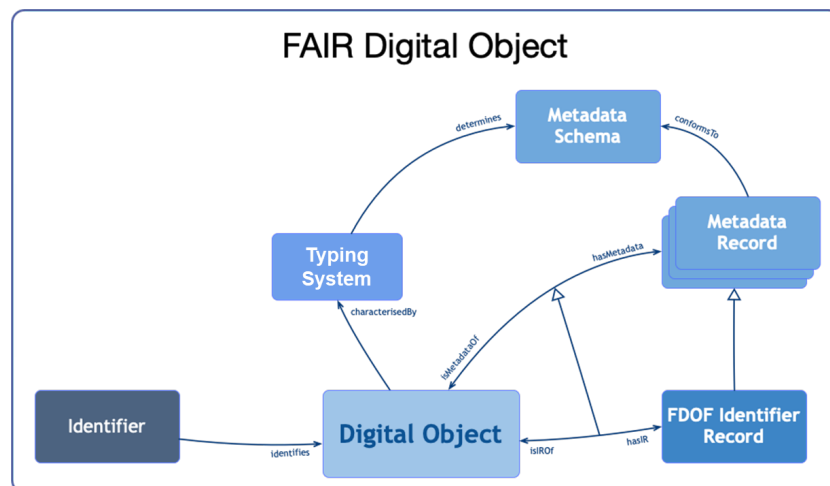 FAIR Digital Object
Metadata
Schema
determines
conformsTo
Metadata
Record
Typing
System
hasMetadata
characterisedBy
isMetadataOf
Identifier
identifies
Digital Object
isIROf
hasIR
FDOF Identifier
Record